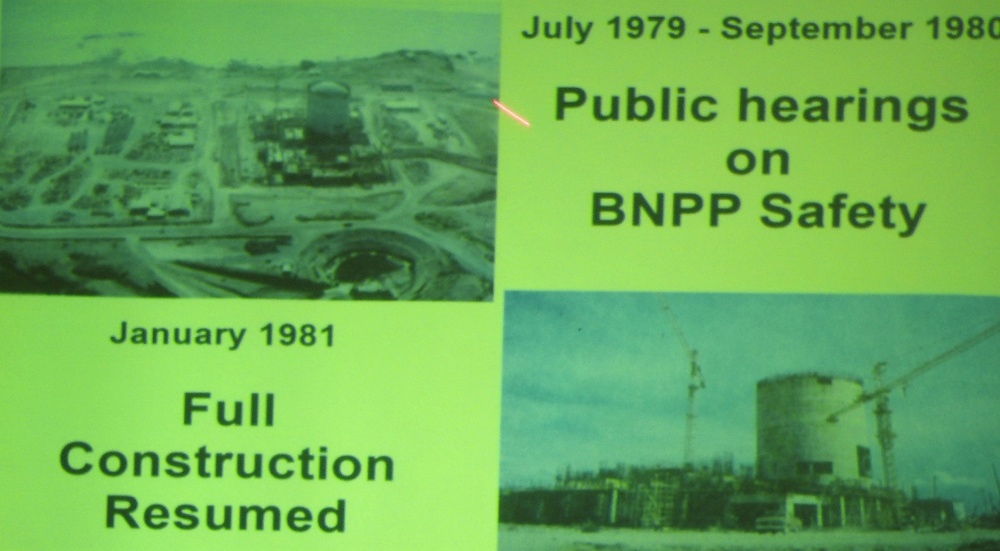 July 1979 - September 1980
Public hearings
on
BNPP Safety
January 1981
Full
Construction
Resumed